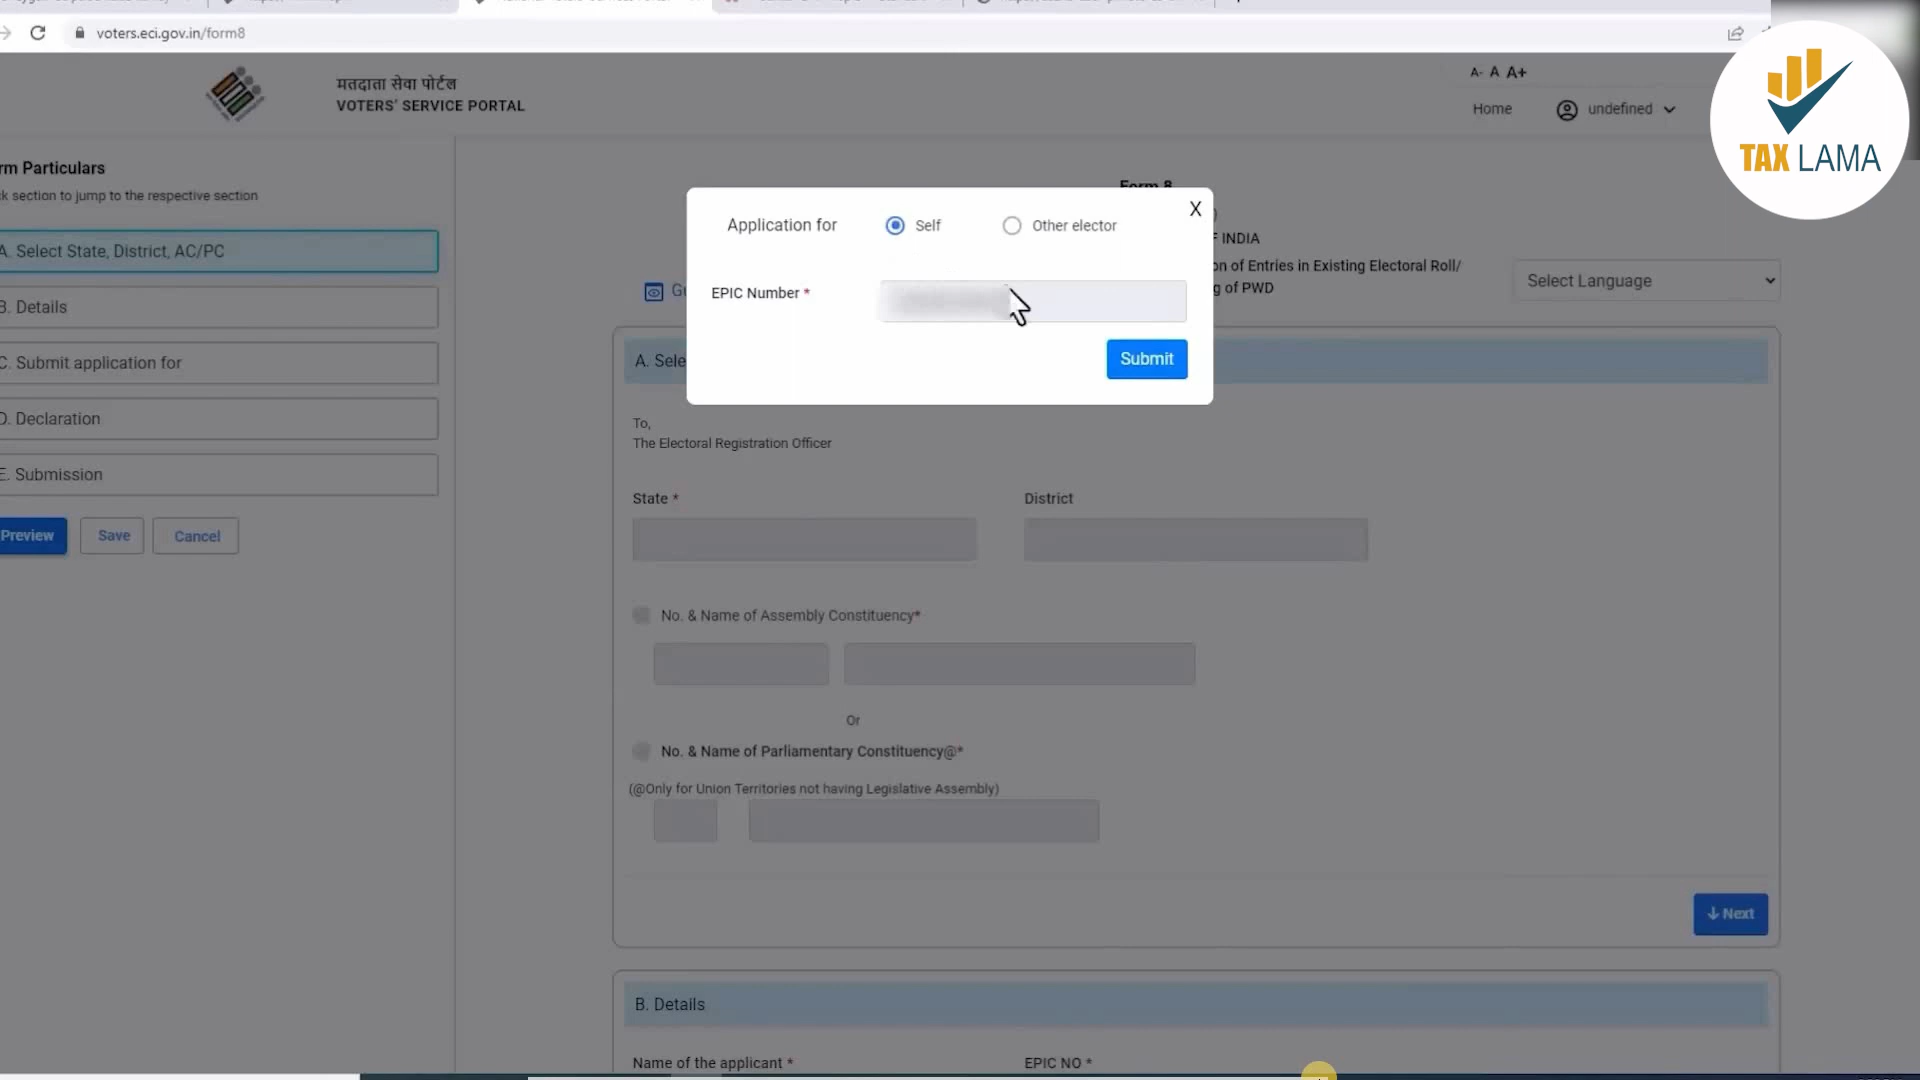 voters.eci.gov.in/form8
मतदाता सेवा पोर्टल
VOTERS' SERVICE PORTAL
A- A A+
Home
undefined
TAX LAMA
rm Particulars
ck section to jump to the respective section
A. Select State, District, AC/PC
B. Details
C. Submit application for
D. Declaration
E. Submission
Preview
Save
Cancel
Form 8
Application for
Self
Other elector
X
EPIC Number *
Submit
INDIA
on of Entries in Existing Electoral Roll/
g of PWD
Select Language
Gu
A. Sele
To,
The Electoral Registration Officer
State *
District
No. & Name of Assembly Constituency*
Or
No. & Name of Parliamentary Constituency@*
(@Only for Union Territories not having Legislative Assembly)
Next
B. Details
Name of the applicant *
EPIC NO *